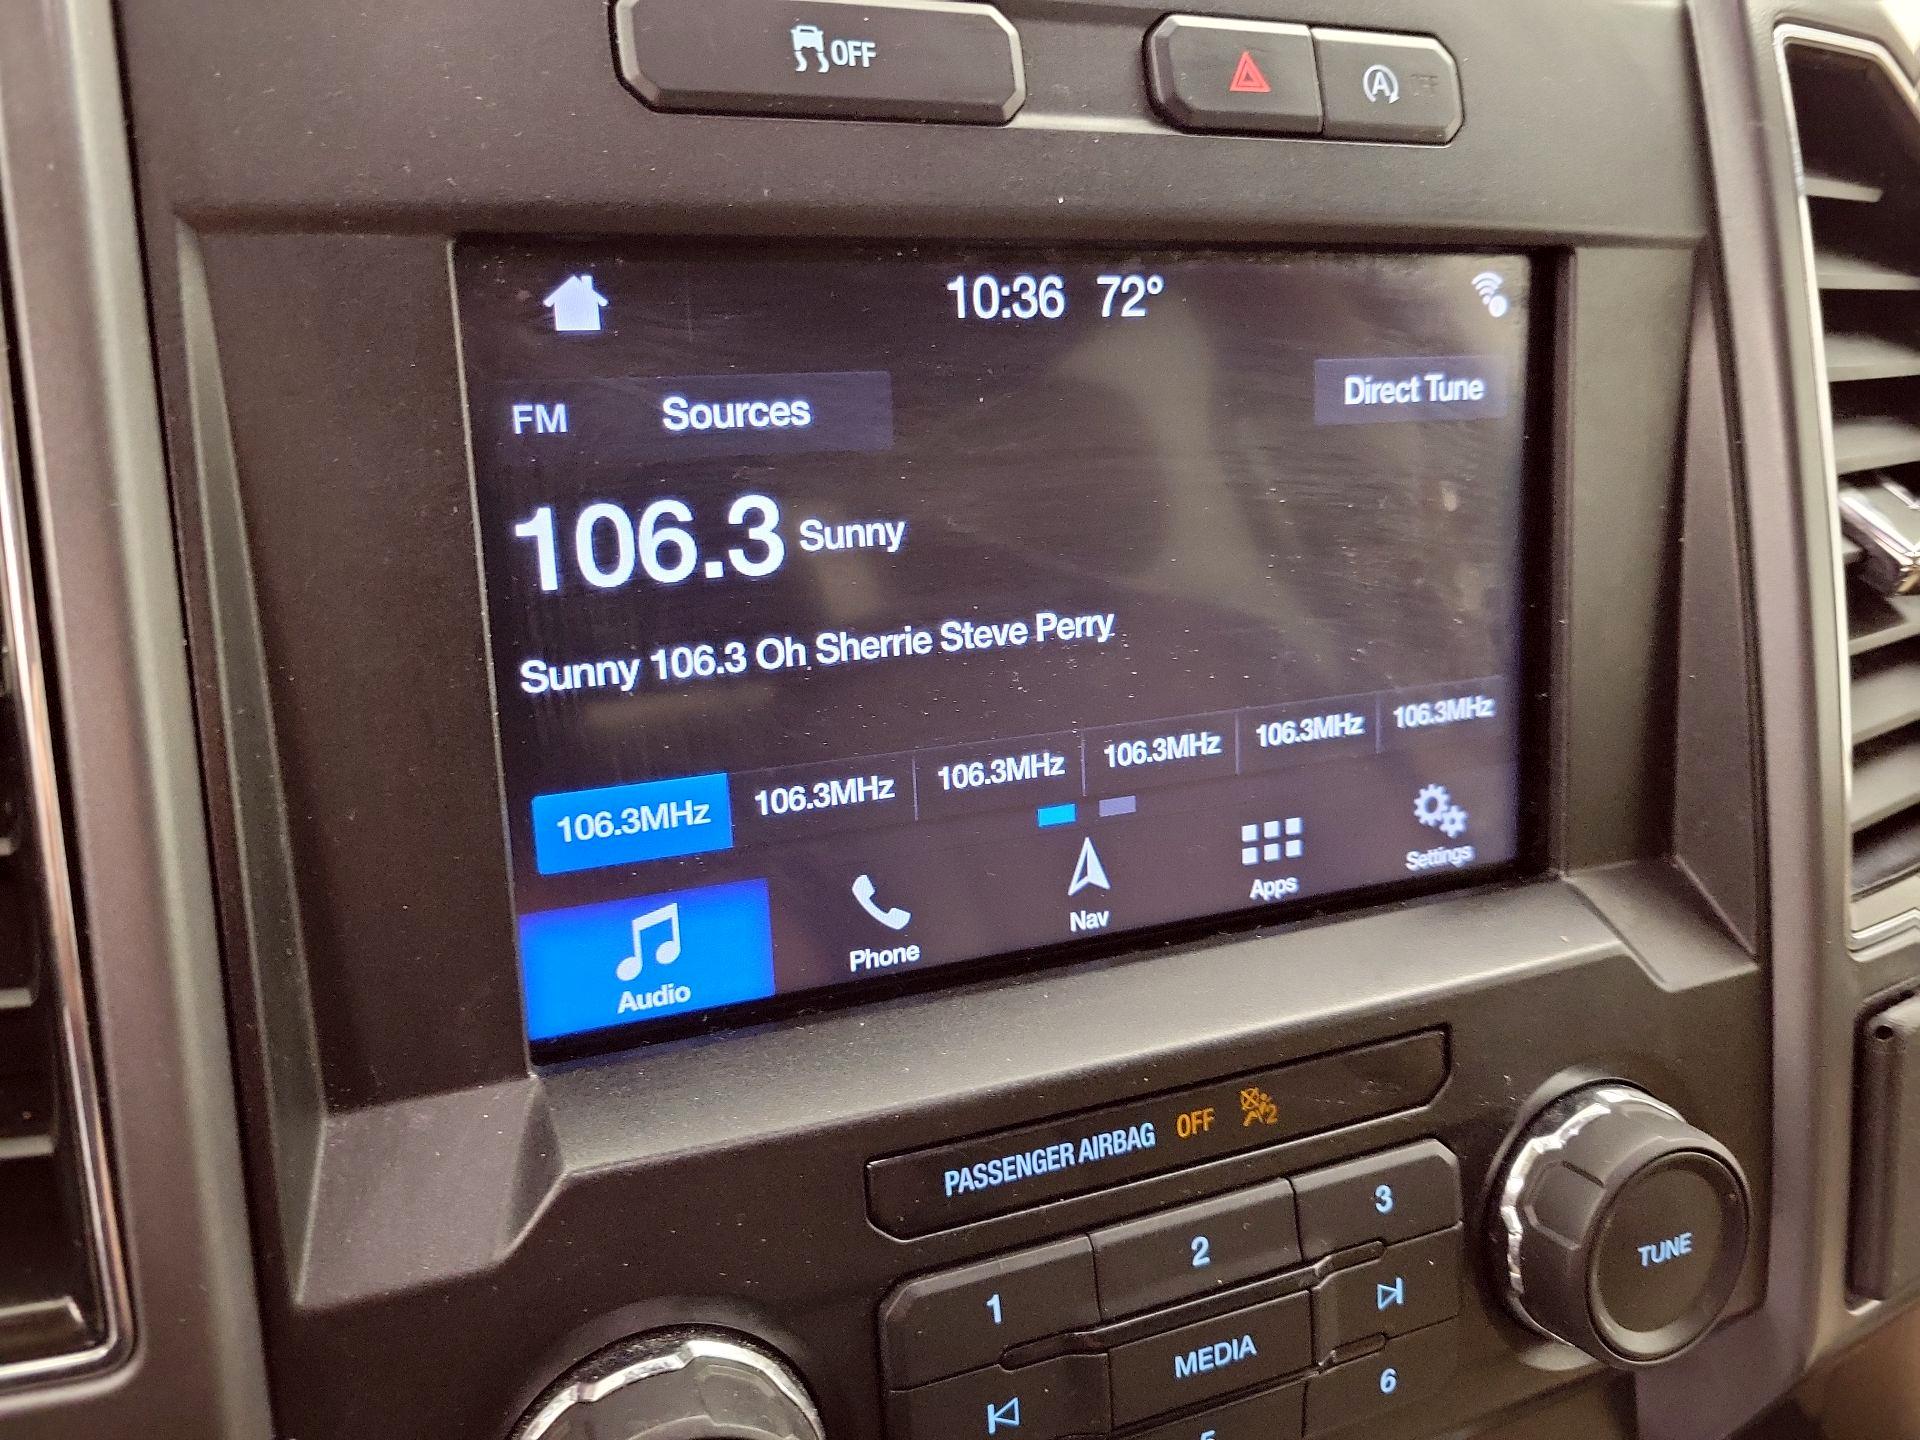 OFF
A OFF
10:36 72°
FM Sources Direct Tune
106.3 Sunny
Sunny 106.3 Oh Sherrie Steve Perry
106.3MHz 106.3MHz 106.3MHz 106.3MHz 106.3MHz 106.3MHz
Audio Phone Nav Apps Settings
PASSENGER AIRBAG OFF 2
1 2 3
MEDIA
TUNE
6